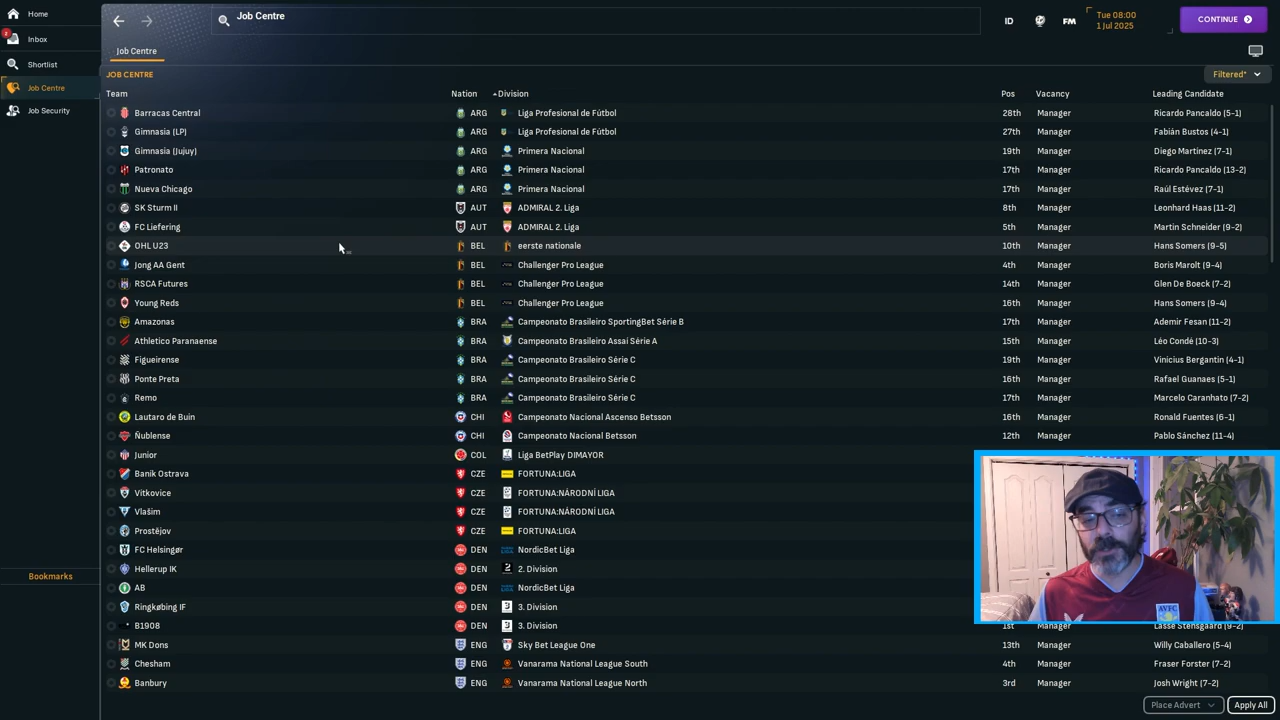 Home
Job Centre
ID
FM
Tue 08:00
1 Jul 2025
CONTINUE
2
Inbox
Shortlist
Job Centre
Job Security
Bookmarks
Job Centre
JOB CENTRE
Filtered*
Team Nation Division Pos Vacancy Leading Candidate
Barracas Central ARG Liga Profesional de Fútbol 28th Manager Ricardo Pancaldo (5-1)
Gimnasia (LP) ARG Liga Profesional de Fútbol 27th Manager Fabián Bustos (4-1)
Gimnasia (Jujuy) ARG Primera Nacional 19th Manager Diego Martínez (7-1)
Patronato ARG Primera Nacional 17th Manager Ricardo Pancaldo (13-2)
Nueva Chicago ARG Primera Nacional 17th Manager Raúl Estévez (7-1)
SK Sturm II AUT ADMIRAL 2. Liga 8th Manager Leonhard Haas (11-2)
FC Liefering AUT ADMIRAL 2. Liga 5th Manager Martin Schneider (9-2)
OHL U23 BEL eerste nationale 10th Manager Hans Somers (9-5)
Jong AA Gent BEL Challenger Pro League 4th Manager Boris Marolt (9-4)
RSCA Futures BEL Challenger Pro League 14th Manager Glen De Boeck (7-2)
Young Reds BEL Challenger Pro League 16th Manager Hans Somers (9-4)
Amazonas BRA Campeonato Brasileiro SportingBet Série B 17th Manager Ademir Fesan (11-2)
Athletico Paranaense BRA Campeonato Brasileiro Assaí Série A 15th Manager Léo Condé (10-3)
Figueirense BRA Campeonato Brasileiro Série C 19th Manager Vinícius Bergantin (4-1)
Ponte Preta BRA Campeonato Brasileiro Série C 16th Manager Rafael Guanaes (5-1)
Remo BRA Campeonato Brasileiro Série C 17th Manager Marcelo Caranhato (7-2)
Lautaro de Buin CHI Campeonato Nacional Ascenso Betsson 16th Manager Ronald Fuentes (6-1)
Ñublense CHI Campeonato Nacional Betsson 12th Manager Pablo Sánchez (11-4)
Junior COL Liga BetPlay DIMAYOR
Baník Ostrava CZE FORTUNA:LIGA
Vítkovice CZE FORTUNA:NÁRODNÍ LIGA
Vlašim CZE FORTUNA:NÁRODNÍ LIGA
Prostějov CZE FORTUNA:LIGA
FC Helsingør DEN NordicBet Liga
Hellerup IK DEN 2. Division
AB DEN NordicBet Liga
Ringkøbing IF DEN 3. Division
B1908 DEN 3. Division 1st Manager Lasse Stensgaard (9-2)
MK Dons ENG Sky Bet League One 13th Manager Willy Caballero (5-4)
Chesham ENG Vanarama National League South 4th Manager Fraser Forster (7-2)
Banbury ENG Vanarama National League North 3rd Manager Josh Wright (7-2)
Place Advert
Apply All
AVFC